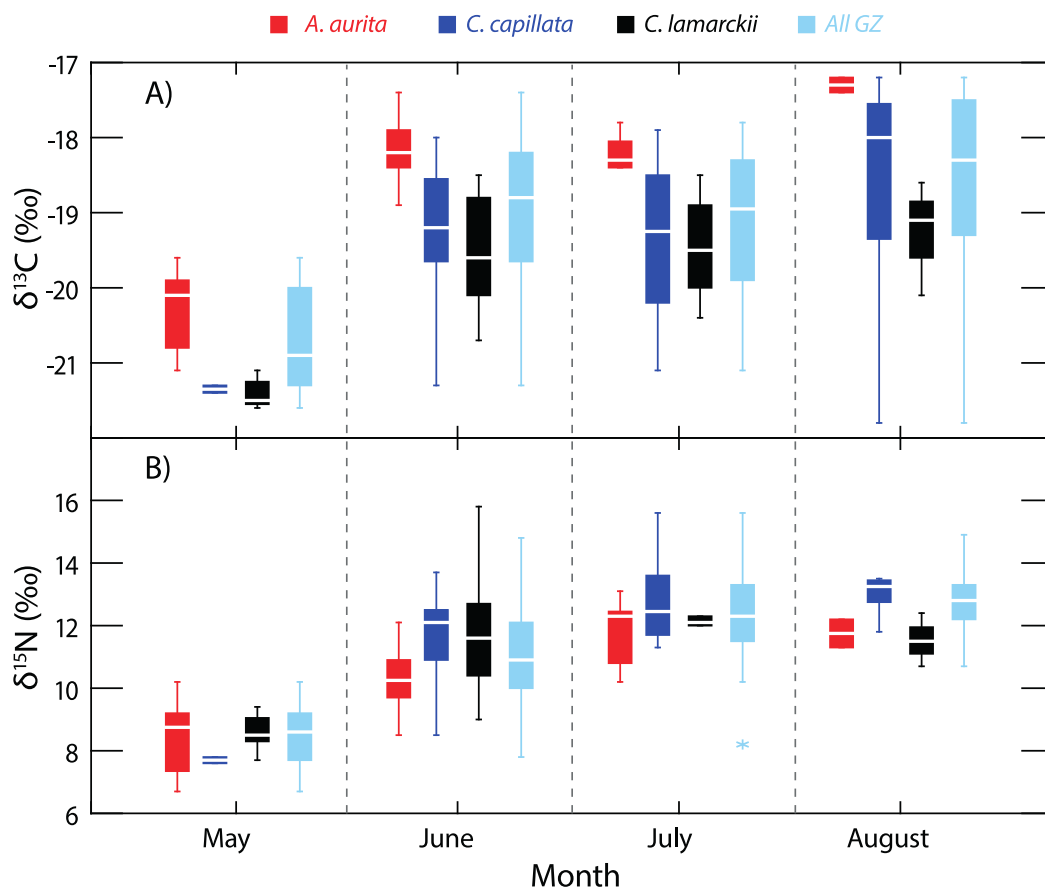 A. aurita C. capillata C. lamarckii All GZ
-17
A)
-18
-19
-20
-21
δ¹³C (‰)
B)
16
14
12
10
8
6
δ¹⁵N (‰)
*
May June July August
Month